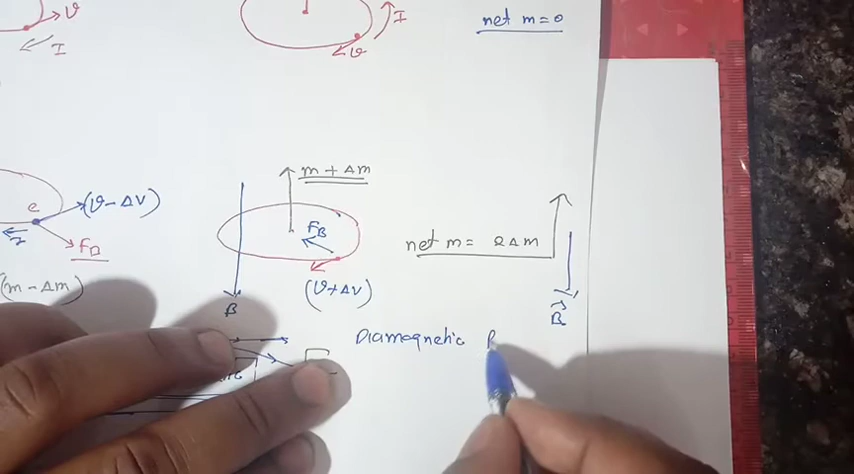 v
I
I
v
net m=0
e
(v-Δv)
F_B
(m-Δm)
m+Δm
F_B
(v+Δv)
B
net m= 2Δm
B
Diamagnetic